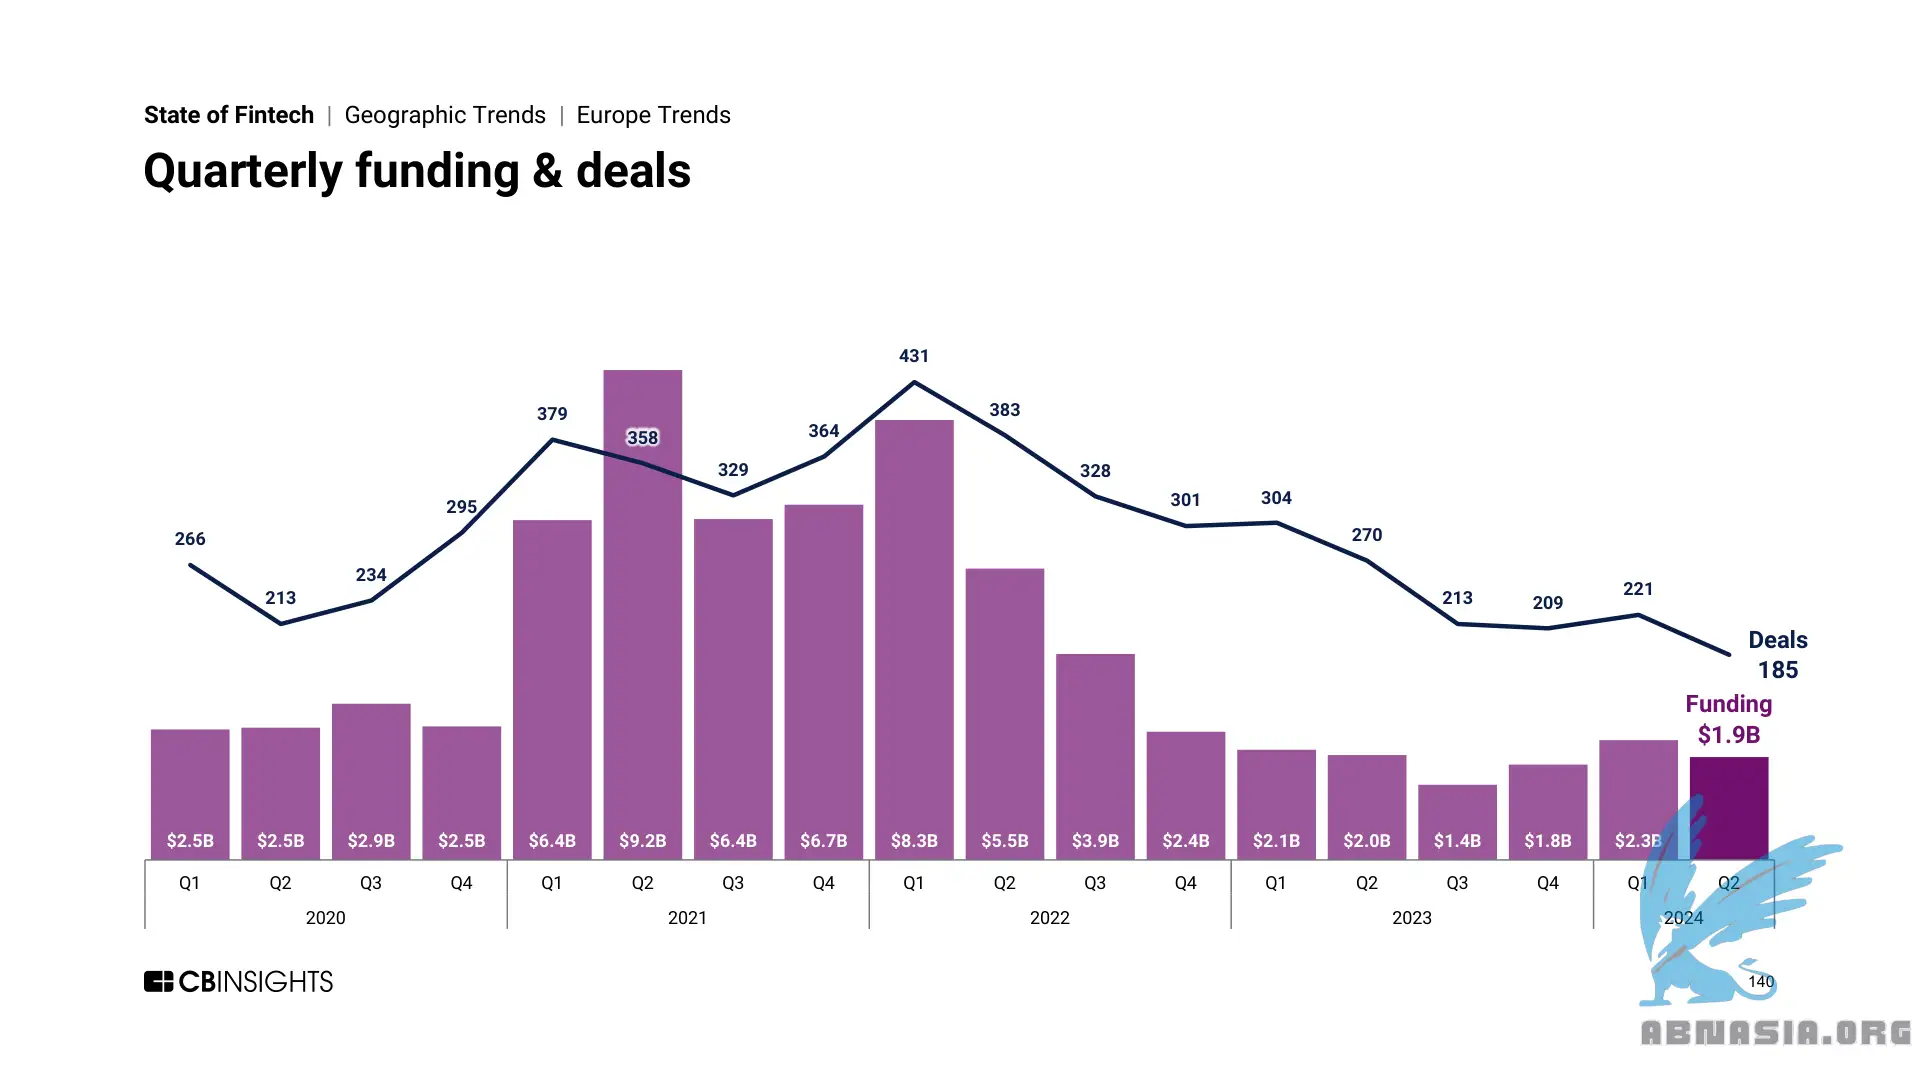 State of Fintech | Geographic Trends | Europe Trends
Quarterly funding & deals
431
379
383
358
364
329
328
295
301
304
266
270
234
213
213
209
221
Deals
185
Funding
$1.9B
$2.5B $2.5B $2.9B $2.5B $6.4B $9.2B $6.4B $6.7B $8.3B $5.5B $3.9B $2.4B $2.1B $2.0B $1.4B $1.8B $2.3B
Q1 Q2 Q3 Q4 Q1 Q2 Q3 Q4 Q1 Q2 Q3 Q4 Q1 Q2 Q3 Q4 Q1 Q2
2020 2021 2022 2023 2024
CBINSIGHTS
140
ABNASIA.ORG